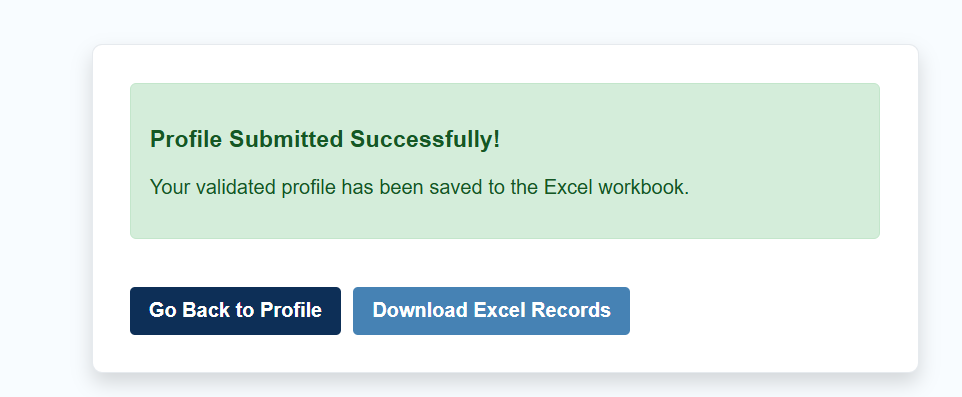 Profile Submitted Successfully!
Your validated profile has been saved to the Excel workbook.
Go Back to Profile
Download Excel Records